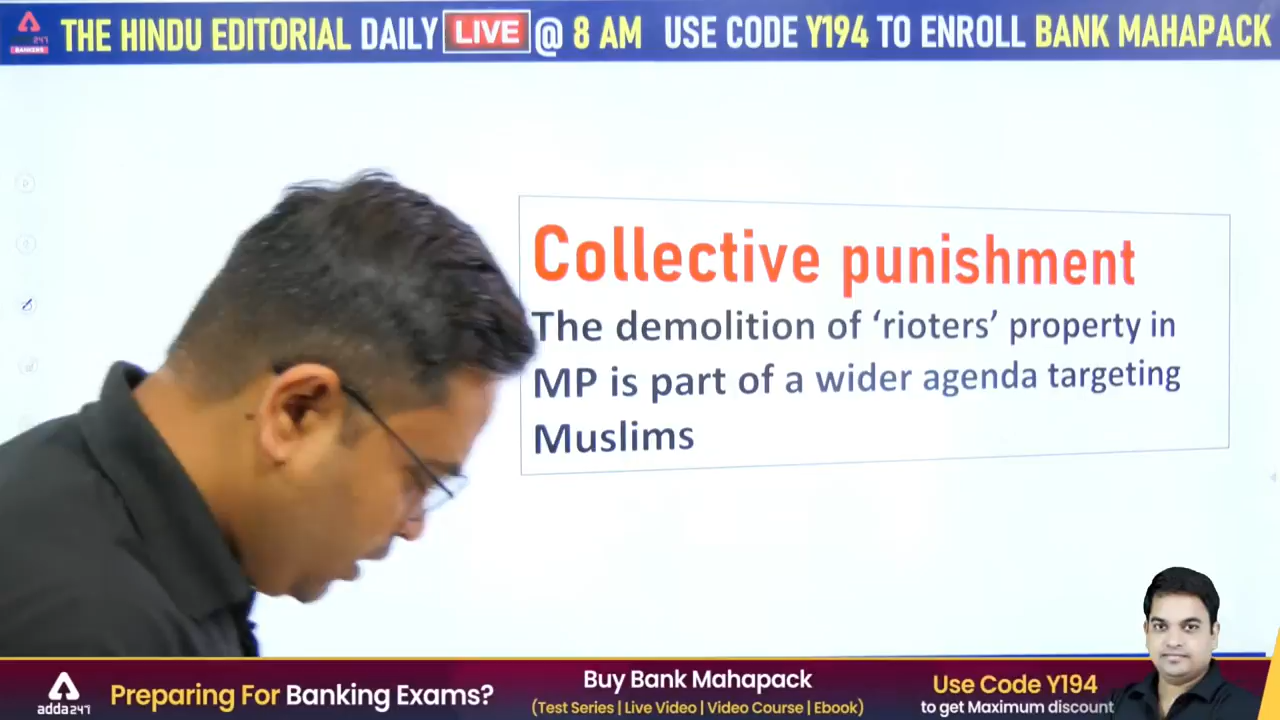 247
BANKERS
THE HINDU EDITORIAL DAILY LIVE @ 8 AM USE CODE Y194 TO ENROLL BANK MAHAPACK
Collective punishment
The demolition of ‘rioters’ property in
MP is part of a wider agenda targeting
Muslims
adda247
Preparing For Banking Exams?
Buy Bank Mahapack
(Test Series | Live Video | Video Course | Ebook)
Use Code Y194
to get Maximum discount